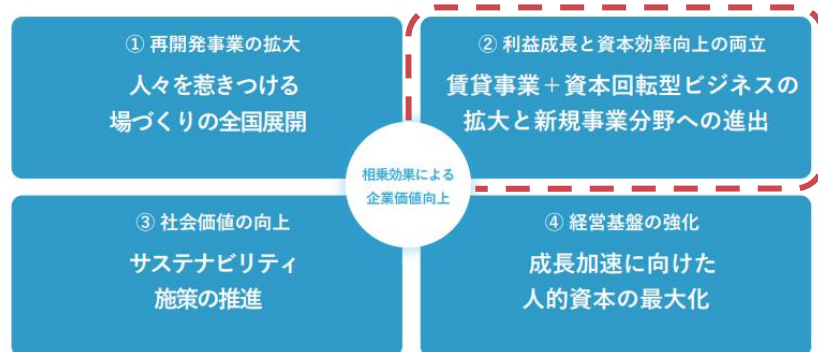 ① 再開発事業の拡大
人々を惹きつける
場づくりの全国展開
② 利益成長と資本効率向上の両立
賃貸事業＋資本回転型ビジネスの
拡大と新規事業分野への進出
相乗効果による
企業価値向上
③ 社会価値の向上
サステナビリティ
施策の推進
④ 経営基盤の強化
成長加速に向けた
人的資本の最大化